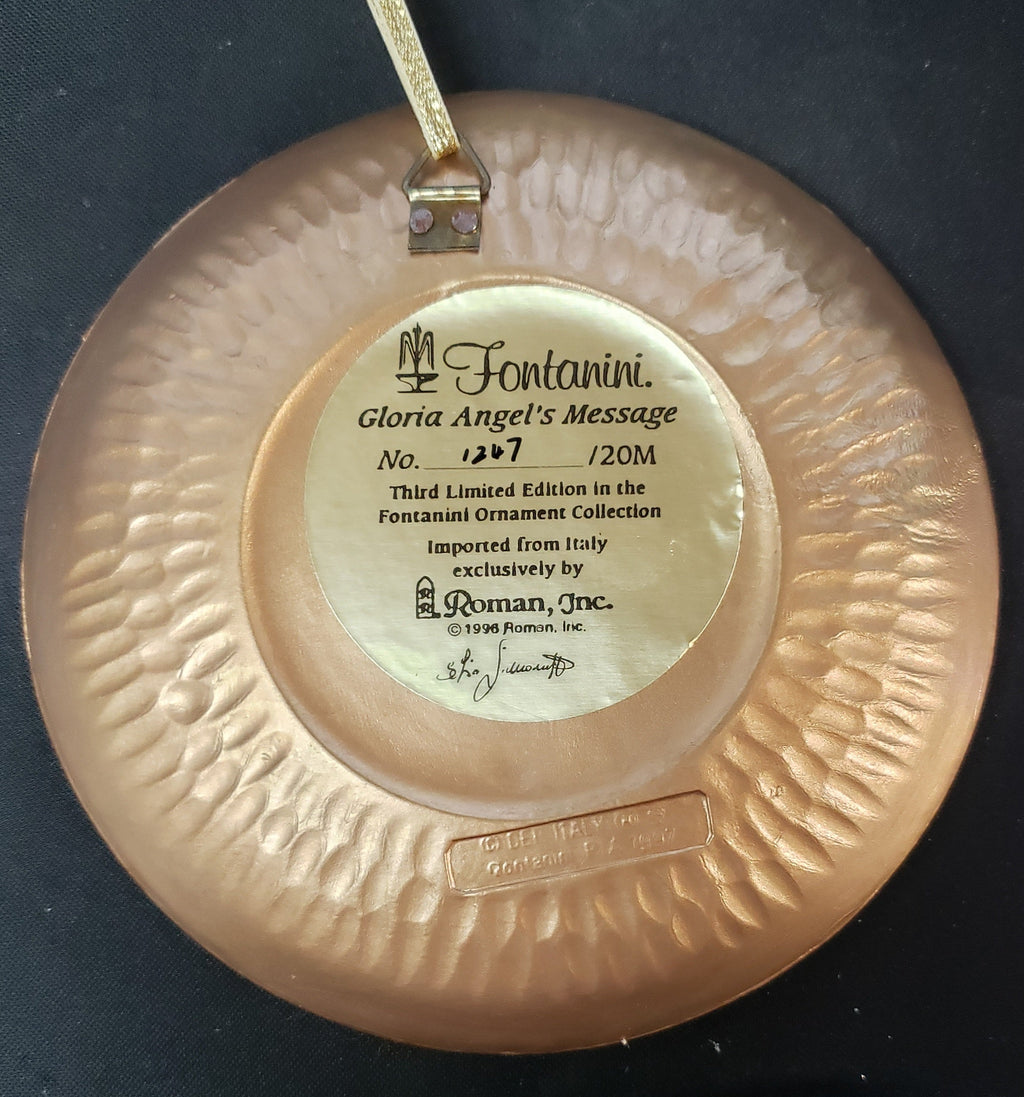 Fontanini.
Gloria Angel's Message
No. 1247 /20M
Third Limited Edition in the
Fontanini Ornament Collection
Imported from Italy
exclusively by
Roman, Inc.
© 1996 Roman, Inc.
ITALY